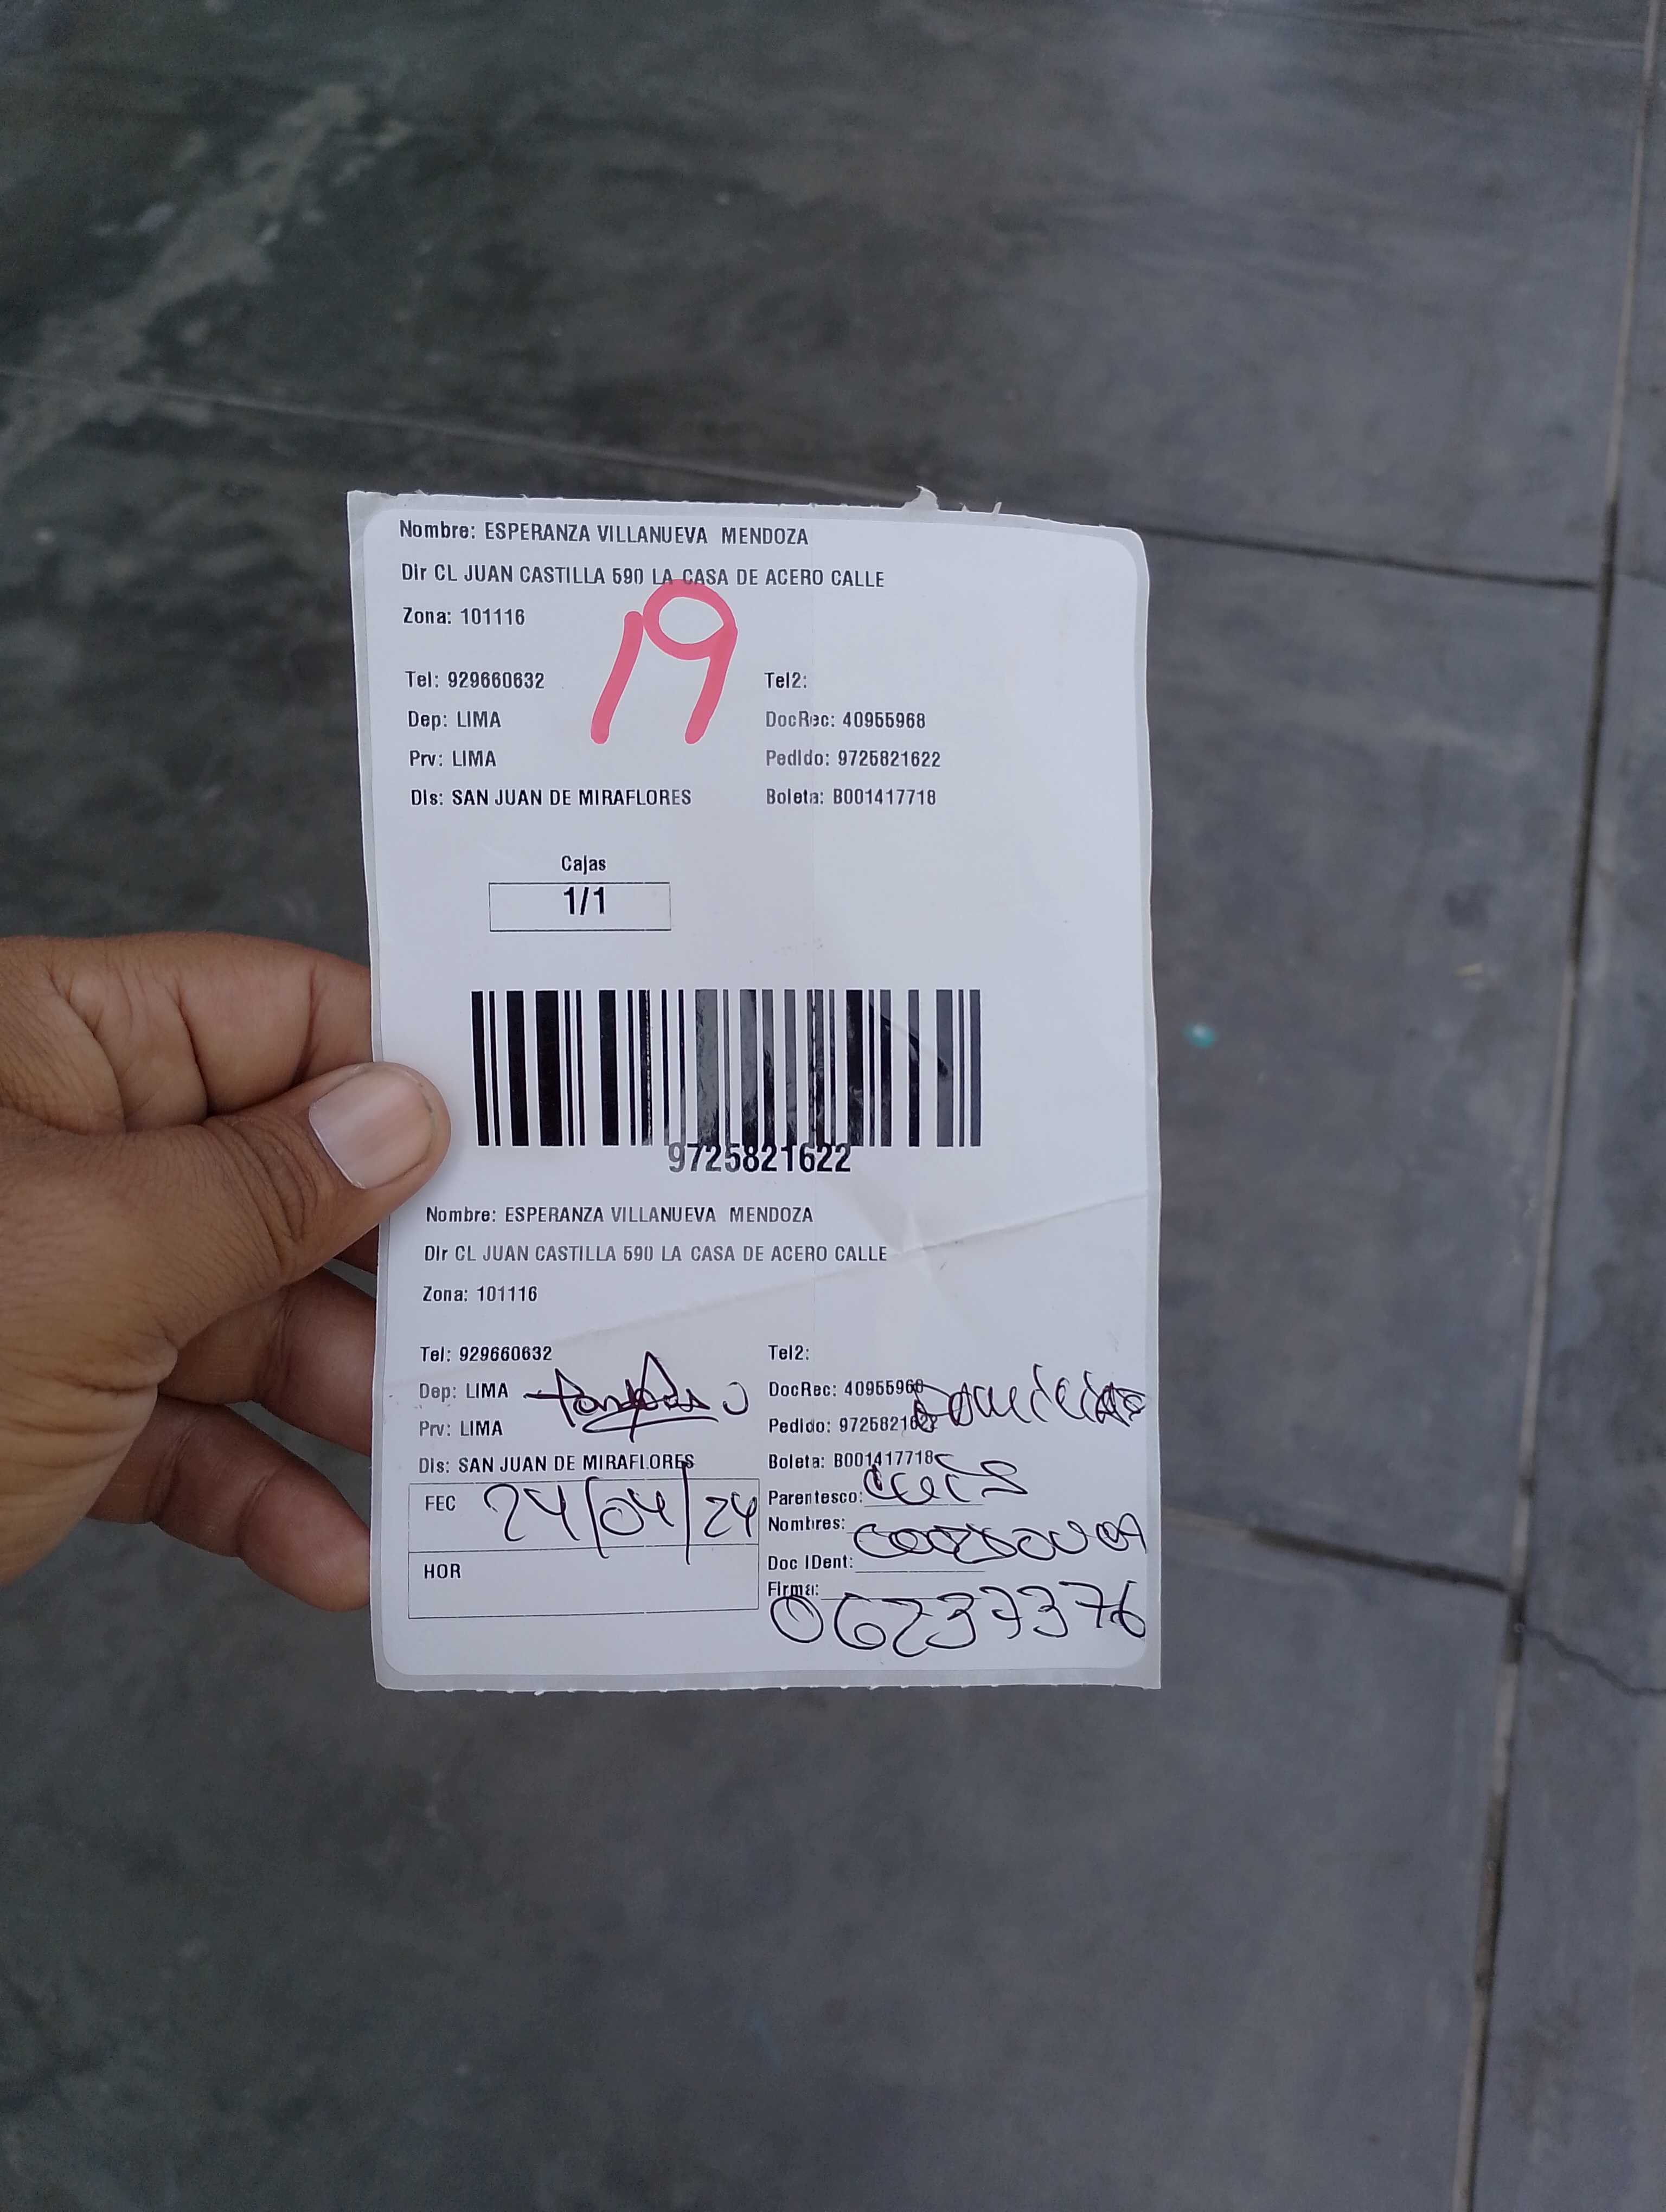 Nombre: ESPERANZA VILLANUEVA MENDOZA
Dir CL JUAN CASTILLA 590 LA CASA DE ACERO CALLE
Zona: 101116
19
Tel: 929660632 Tel2:
Dep: LIMA DocRec: 40955968
Prv: LIMA Pedido: 9725821622
Dis: SAN JUAN DE MIRAFLORES Boleta: B001417718
Cajas
1/1
9725821622
Nombre: ESPERANZA VILLANUEVA MENDOZA
Dir CL JUAN CASTILLA 590 LA CASA DE ACERO CALLE
Zona: 101116
Tel: 929660632 Tel2:
Dep: LIMA DocRec: 40955968
Prv: LIMA Pedido: 9725821622
Dis: SAN JUAN DE MIRAFLORES Boleta: B001417718
FEC 24/04/24 Parentesco:
Nombres:
Doc IDent:
HOR Firma:
06237376